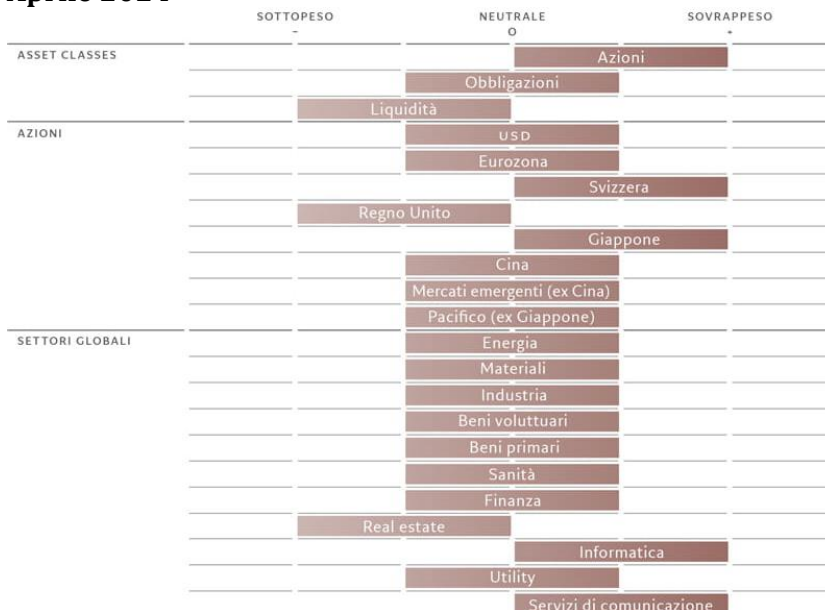 Aprile 2024
SOTTOPESO NEUTRALE SOVRAPPESO
- O +
ASSET CLASSES Azioni
Obbligazioni
Liquidità
AZIONI USD
Eurozona
Svizzera
Regno Unito
Giappone
Cina
Mercati emergenti (ex Cina)
Pacifico (ex Giappone)
SETTORI GLOBALI Energia
Materiali
Industria
Beni voluttuari
Beni primari
Sanità
Finanza
Real estate
Informatica
Utility
Servizi di comunicazione